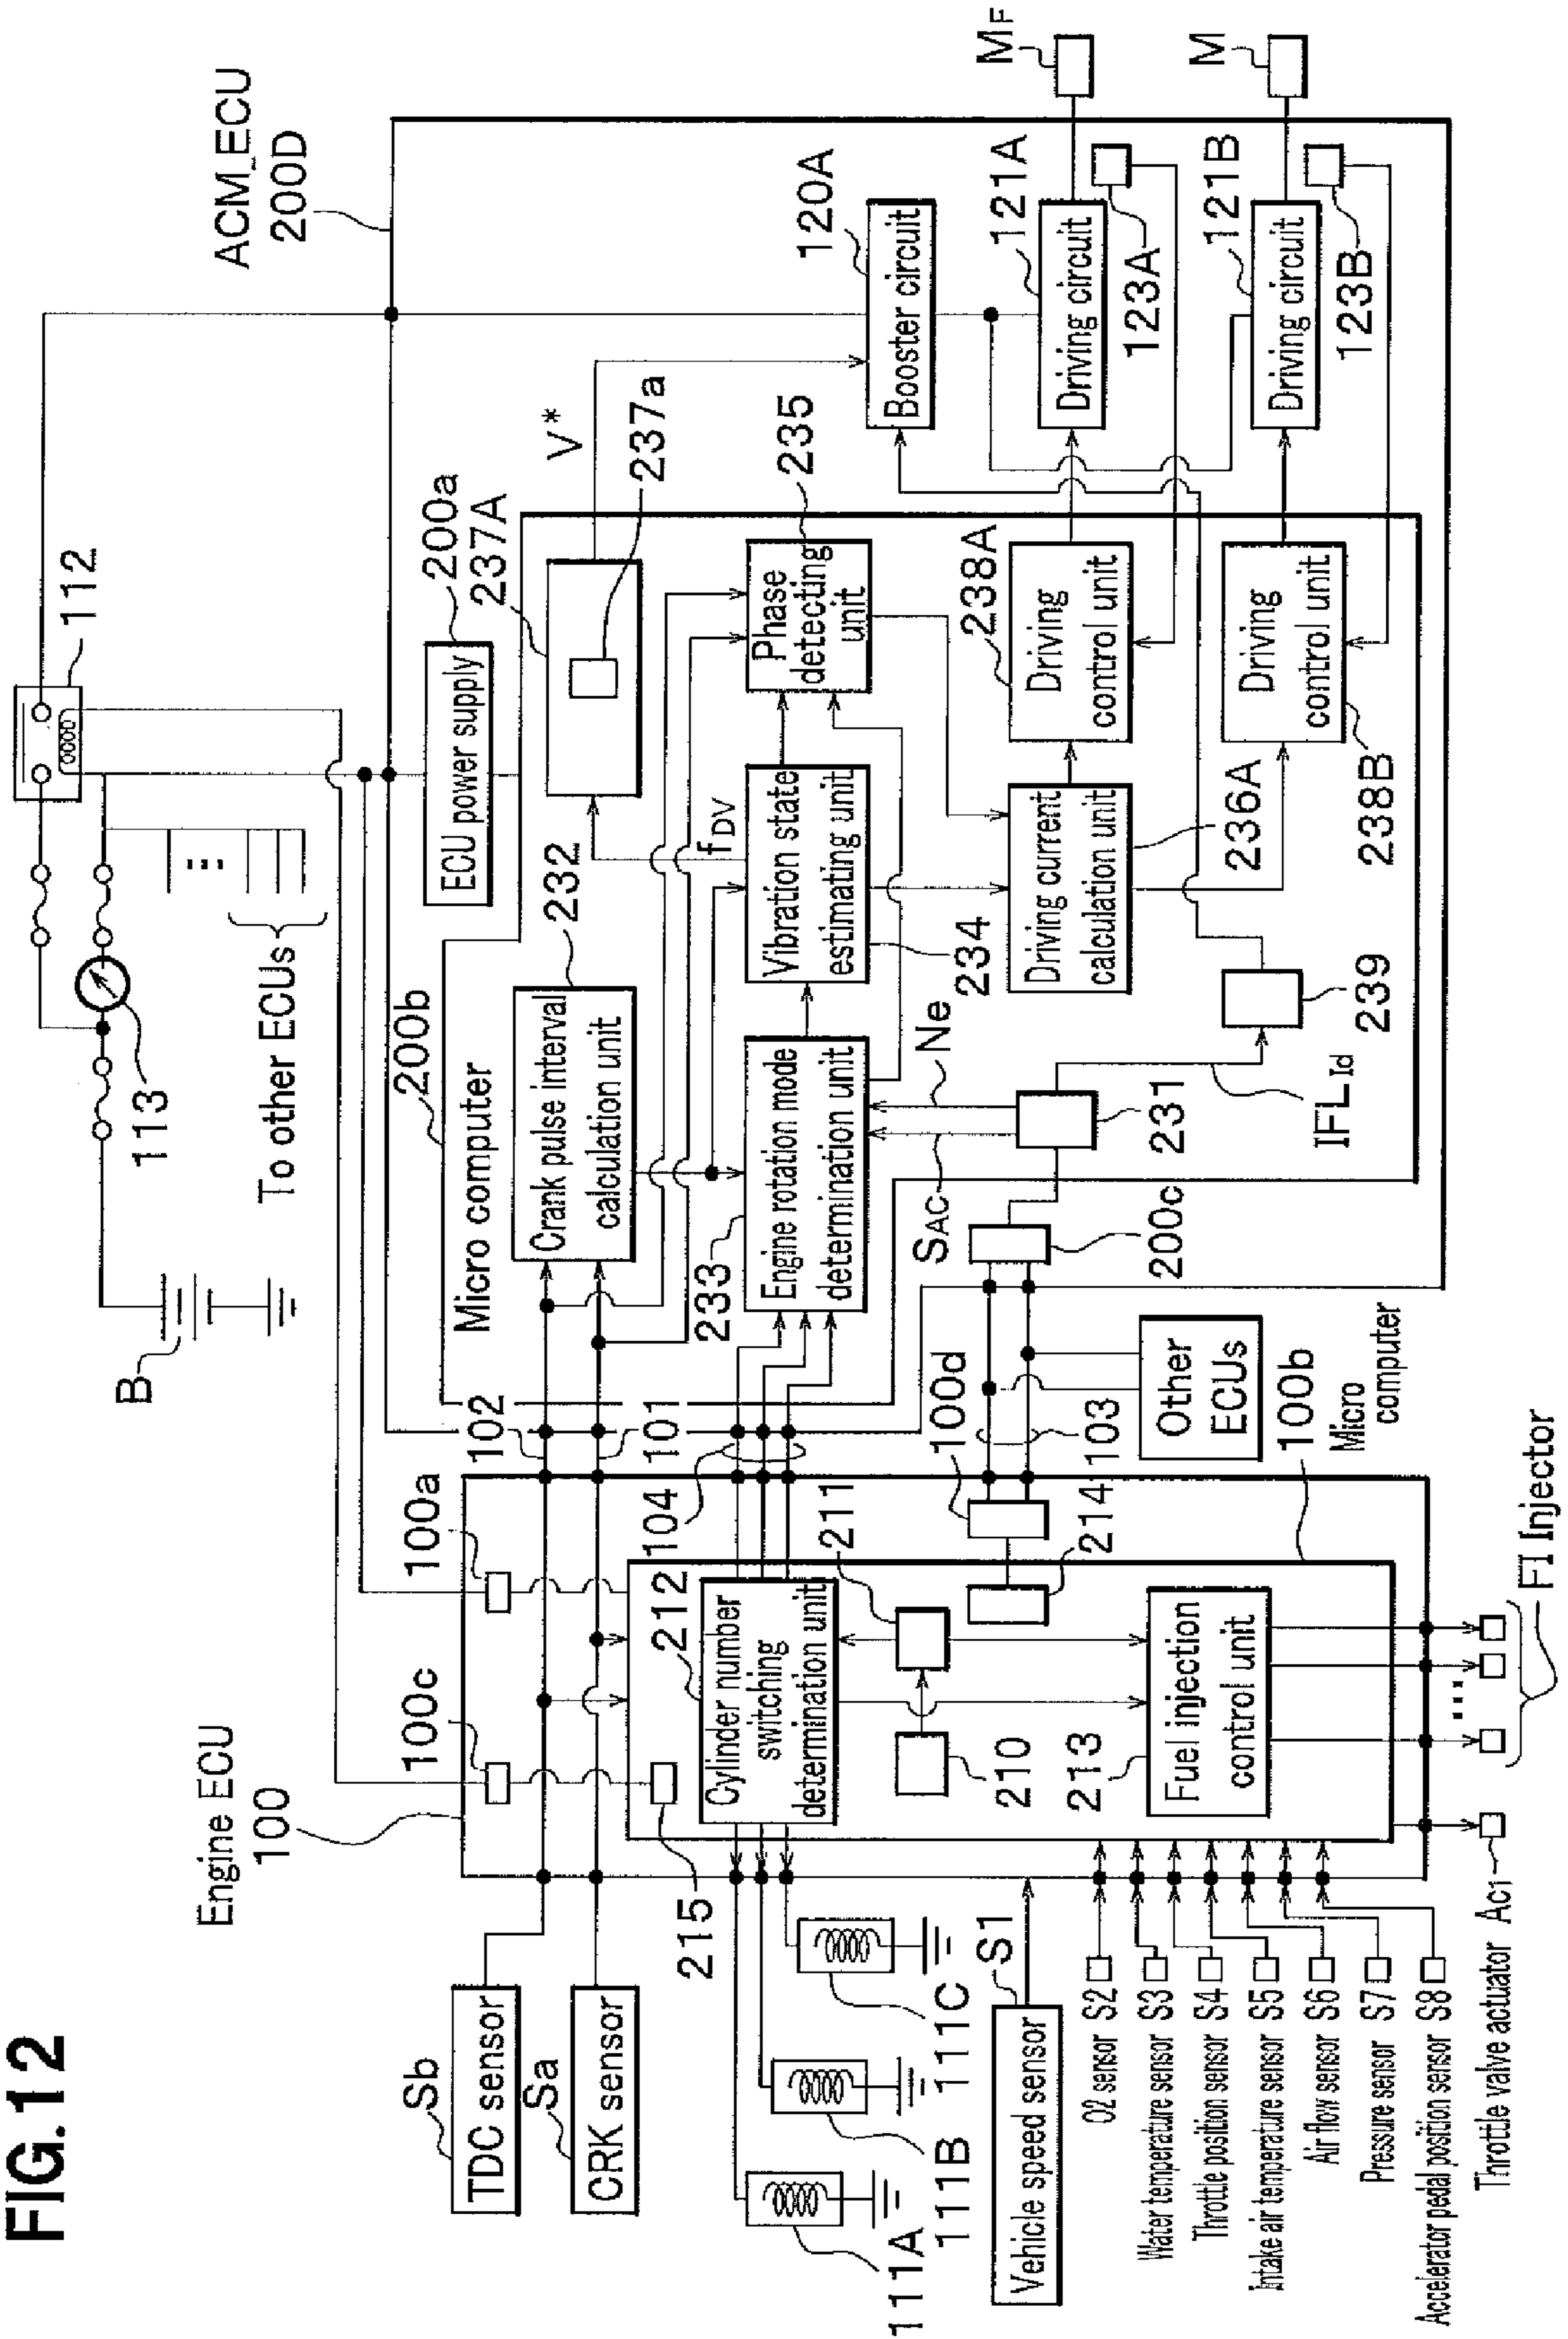 FIG.12
Engine ECU
100
ACM_ECU
200D
112
113
B
To other ECUs
ECU power supply
200a
200b
Micro computer
237A
237a
V*
Sb
TDC sensor
Sa
CRK sensor
100c
100a
102
101
104
215
212
Cylinder number
switching
determination unit
211
210
213
Fuel injection
control unit
214
100d
103
100b
Micro
computer
Other
ECUs
200c
111A
111B
111C
Vehicle speed sensor
S1
O2 sensor S2
Water temperature sensor S3
Throttle position sensor S4
Intake air temperature sensor S5
Air flow sensor S6
Pressure sensor S7
Accelerator pedal position sensor S8
Throttle valve actuator Ac1
FI Injector
Crank pulse interval
calculation unit
232
233
Engine rotation mode
determination unit
SAC
Ne
231
IFL Id
239
fDV
Vibration state
estimating unit
234
Phase
detecting
unit
235
Driving current
calculation unit
236A
Driving
control unit
238A
Driving
control unit
238B
Booster circuit
120A
Driving circuit
121A
123A
Driving circuit
121B
123B
MF
M